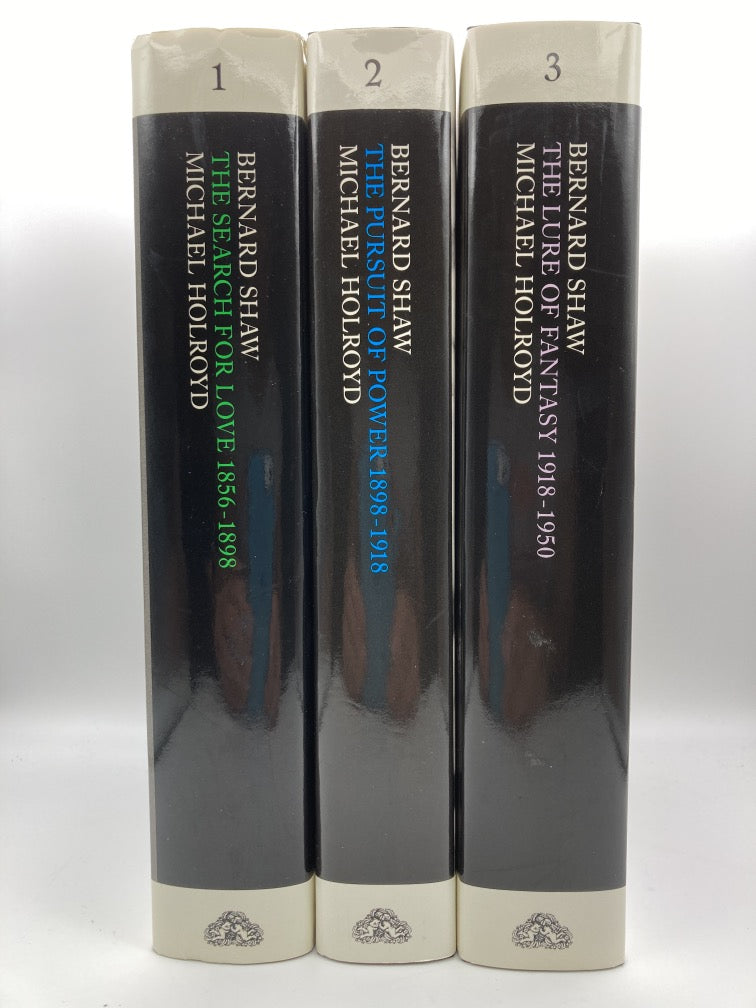 1
BERNARD SHAW
THE SEARCH FOR LOVE 1856-1898
MICHAEL HOLROYD
2
BERNARD SHAW
THE PURSUIT OF POWER 1898-1918
MICHAEL HOLROYD
3
BERNARD SHAW
THE LURE OF FANTASY 1918-1950
MICHAEL HOLROYD